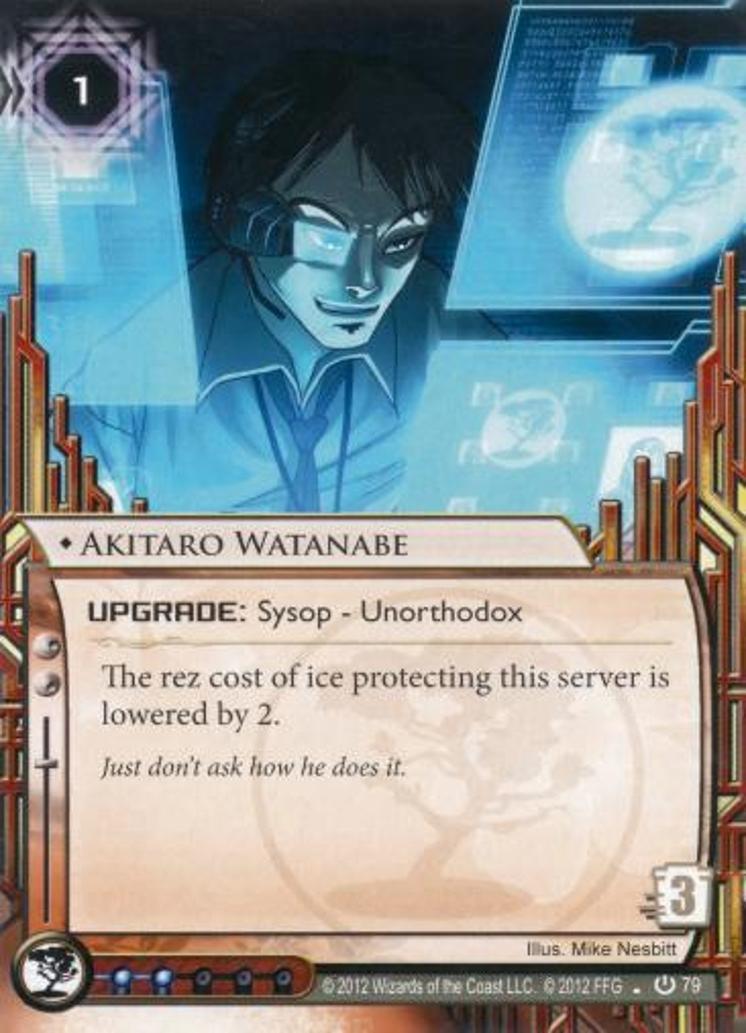 1
⬥ Akitaro Watanabe
UPGRADE: Sysop - Unorthodox
The rez cost of ice protecting this server is
lowered by 2.
Just don't ask how he does it.
3
Illus. Mike Nesbitt
© 2012 Wizards of the Coast LLC. © 2012 FFG 79